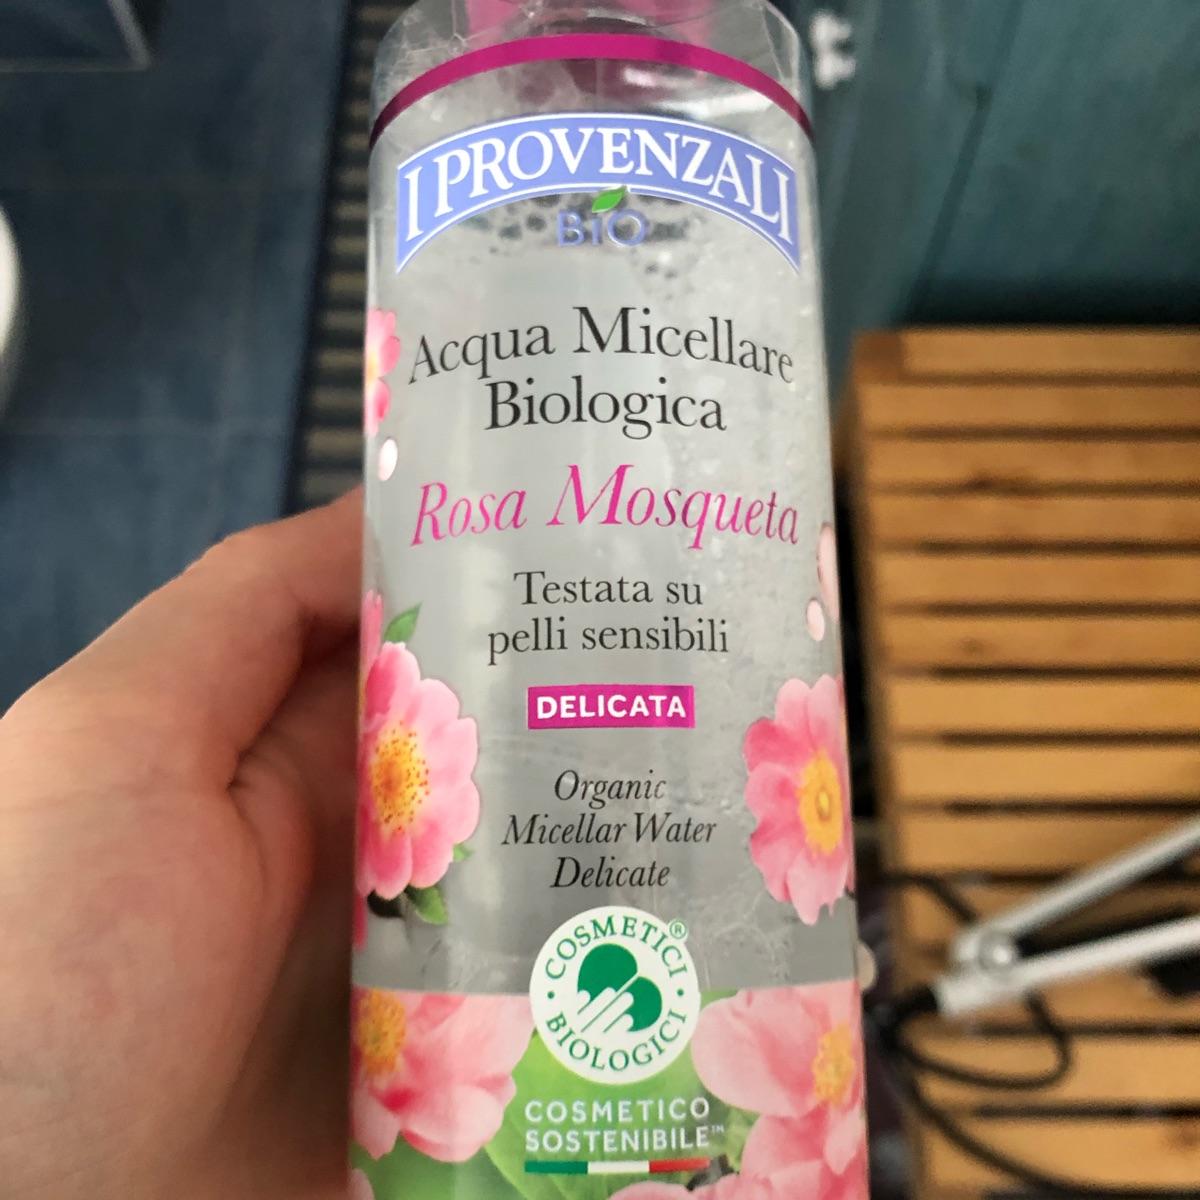 I PROVENZALI
BiO
Acqua Micellare
Biologica
Rosa Mosqueta
Testata su
pelli sensibili
DELICATA
Organic
Micellar Water
Delicate
COSMETICI®
BIOLOGICI
COSMETICO
SOSTENIBILE™